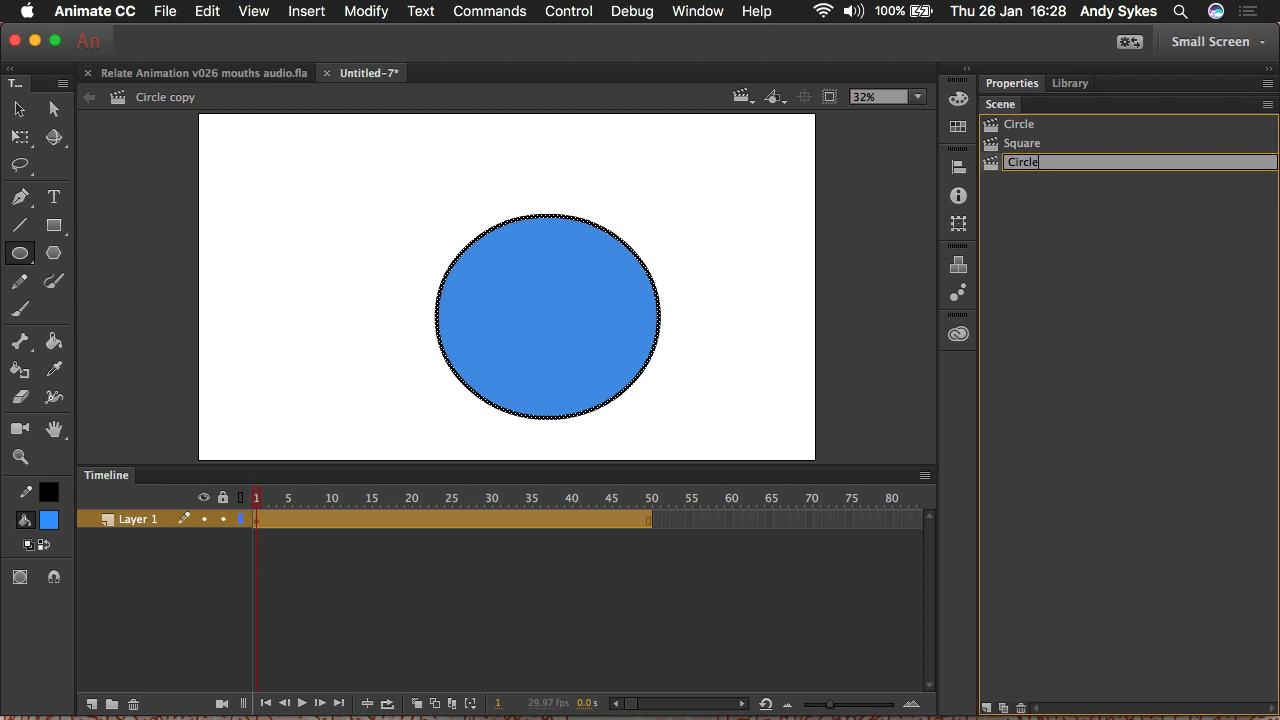 Animate CC File Edit View Insert Modify Text Commands Control Debug Window Help 100% Thu 26 Jan 16:28 Andy Sykes
An Small Screen
T... Relate Animation v026 mouths audio.fla Untitled-7* Properties Library
Circle copy 32% Scene
Circle
Square
Circle
T
Timeline
1 5 10 15 20 25 30 35 40 45 50 55 60 65 70 75 80
Layer 1
1 29.97 fps 0.0 s